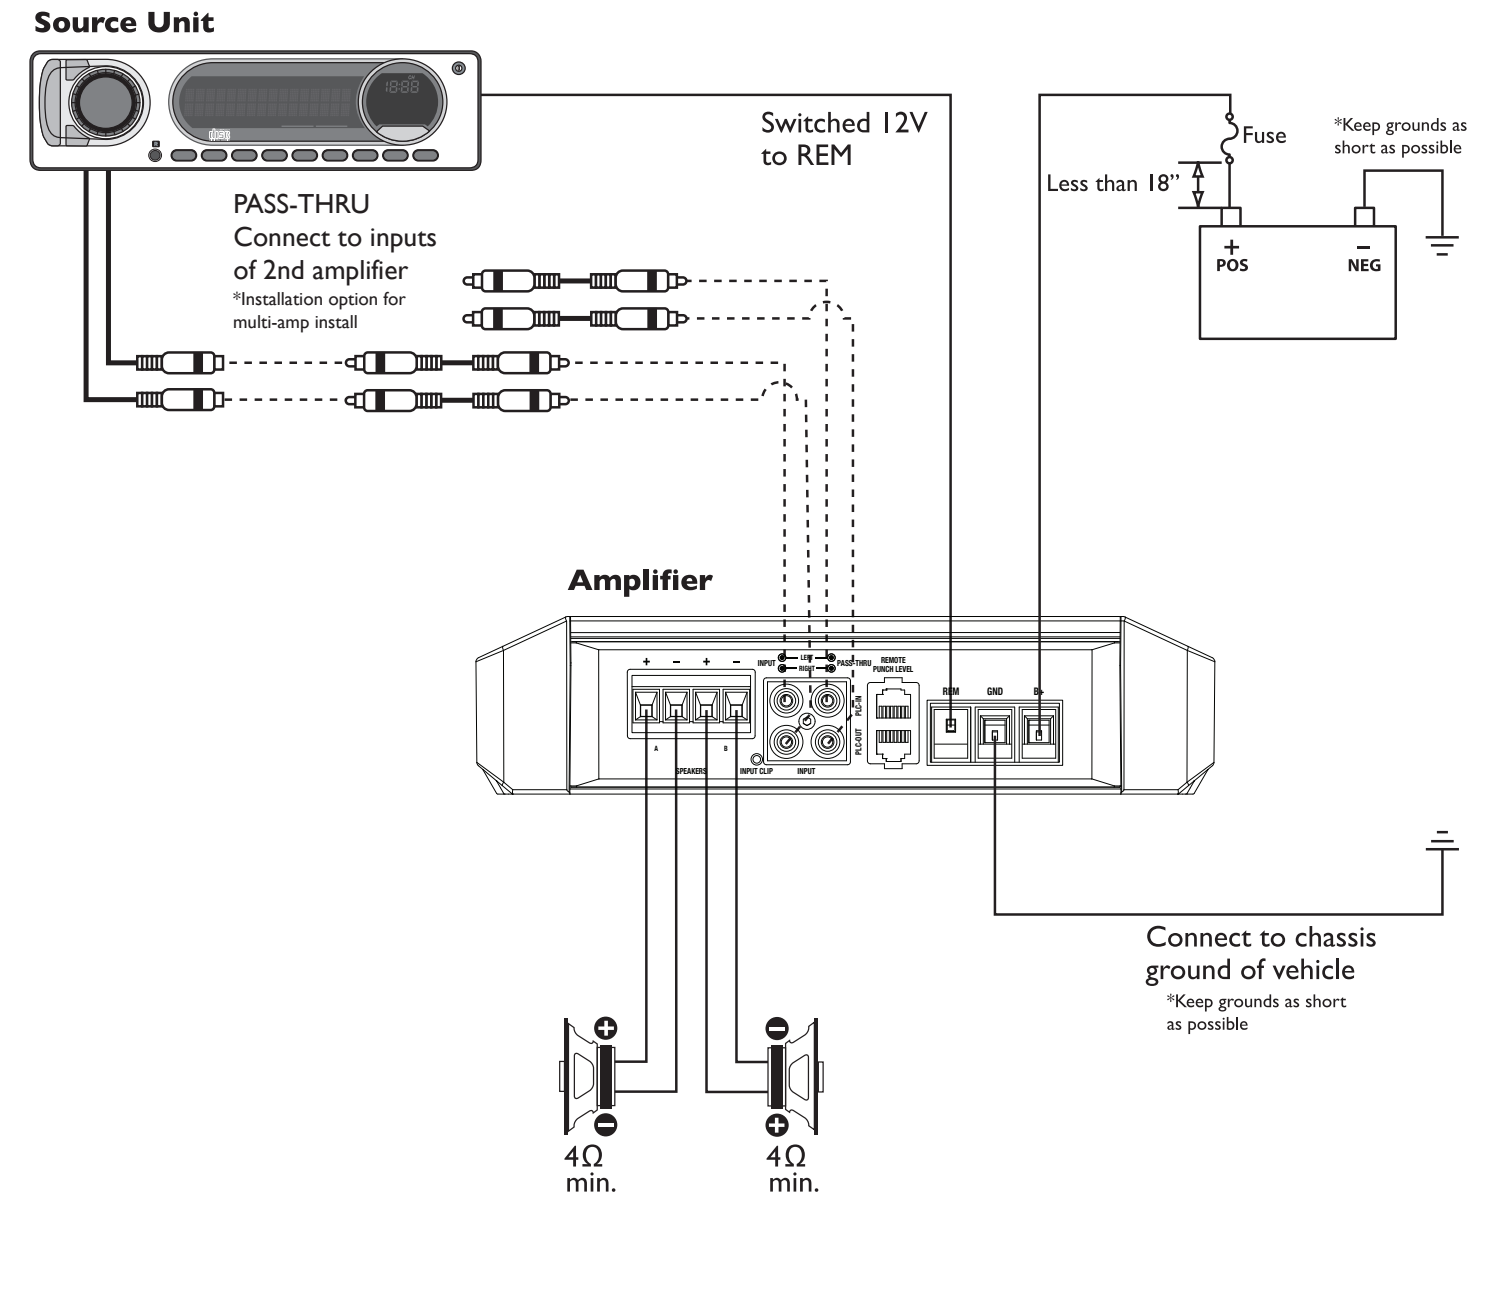 Source Unit
18:88
disc
Switched 12V
to REM
Fuse
*Keep grounds as
short as possible
Less than 18”
+
POS
–
NEG
PASS-THRU
Connect to inputs
of 2nd amplifier
*Installation option for
multi-amp install
Amplifier
+ – + –
INPUT LEFT PASS-THRU
RIGHT
REMOTE
PUNCH LEVEL
REM GND B+
PLC-IN
PLC-OUT
A B
SPEAKERS INPUT CLIP INPUT
Connect to chassis
ground of vehicle
*Keep grounds as short
as possible
+ –
– +
4Ω
min.
4Ω
min.